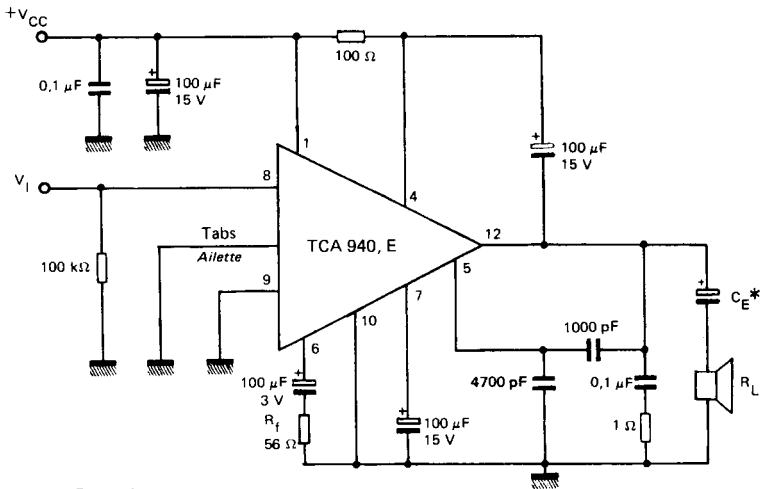 +VCC
0,1 µF
100 µF
15 V
100 Ω
1
4
100 µF
15 V
VI
8
12
Tabs
Ailette
TCA 940, E
5
100 kΩ
9
7
10
6
CE*
1000 pF
100 µF
3 V
4700 pF
0,1 µF
RL
Rf
56 Ω
100 µF
15 V
1 Ω